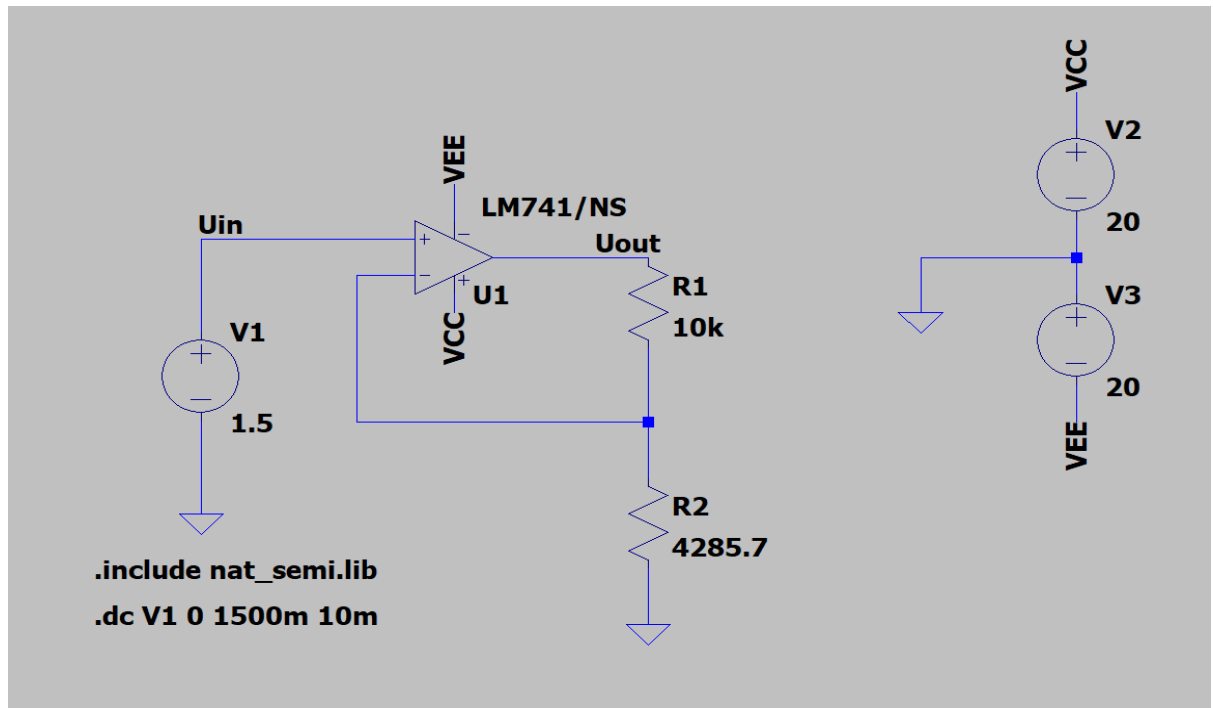 VCC
V2
20
VEE
LM741/NS
Uin
Uout
U1
VCC
R1
10k
V3
20
VEE
V1
1.5
R2
4285.7
.include nat_semi.lib
.dc V1 0 1500m 10m